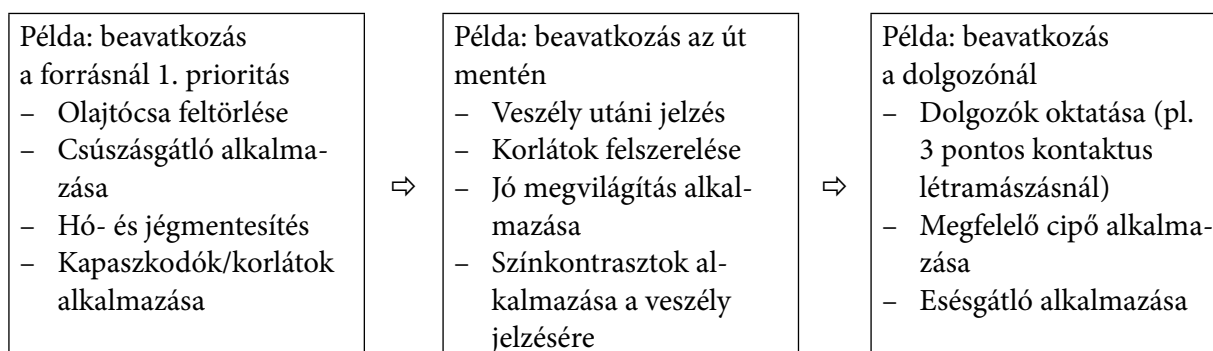 Példa: beavatkozás
a forrásnál 1. prioritás
– Olajtócsa feltörlése
– Csúszásgátló alkalma-
zása
– Hó- és jégmentesítés
– Kapaszkodók/korlátok
alkalmazása
⇨
Példa: beavatkozás az út
mentén
– Veszély utáni jelzés
– Korlátok felszerelése
– Jó megvilágítás alkal-
mazása
– Színkontrasztok al-
kalmazása a veszély
jelzésére
⇨
Példa: beavatkozás
a dolgozónál
– Dolgozók oktatása (pl.
3 pontos kontaktus
létramászásnál)
– Megfelelő cipő alkalma-
zása
– Esésgátló alkalmazása